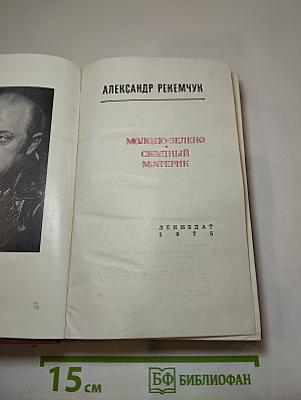 АЛЕКСАНДР РЕКЕМЧУК
МОЛОДО-ЗЕЛЕНО
СКУДНЫЙ
МАТЕРИК
ЛЕНИЗДАТ
1975
15 см
БФ БИБЛИОФАН